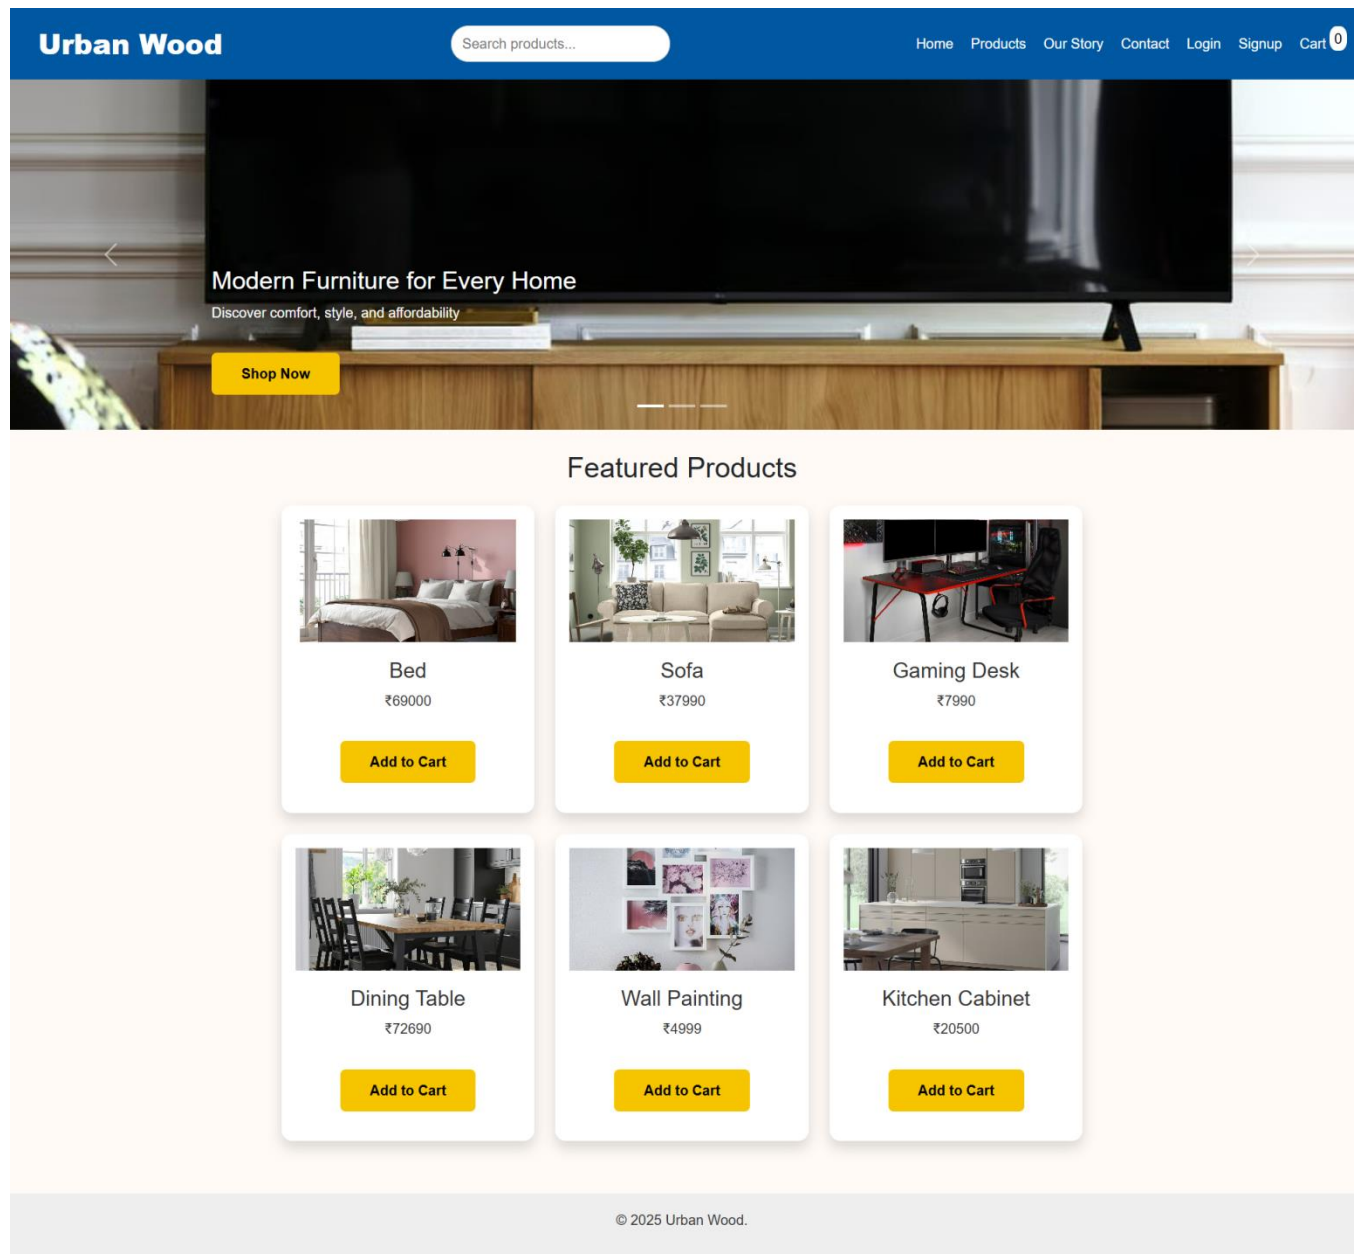 Urban Wood
Search products...
Home Products Our Story Contact Login Signup Cart 0
Modern Furniture for Every Home
Discover comfort, style, and affordability
Shop Now
Featured Products
Bed
₹69000
Add to Cart
Sofa
₹37990
Add to Cart
Gaming Desk
₹7990
Add to Cart
Dining Table
₹72690
Add to Cart
Wall Painting
₹4999
Add to Cart
Kitchen Cabinet
₹20500
Add to Cart
© 2025 Urban Wood.